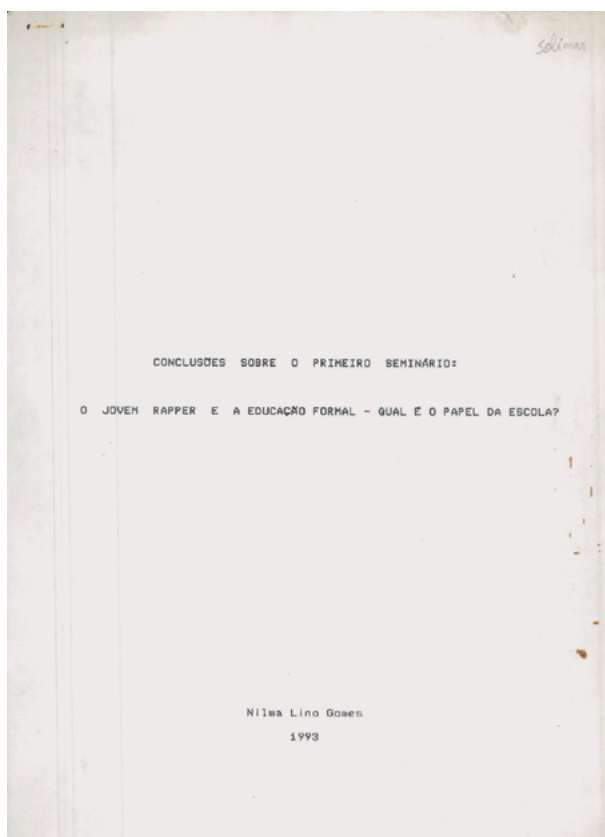 solimar
CONCLUSÕES SOBRE O PRIMEIRO SEMINÁRIO:
O JOVEM RAPPER E A EDUCAÇÃO FORMAL - QUAL É O PAPEL DA ESCOLA?
Nilma Lino Gomes
1993